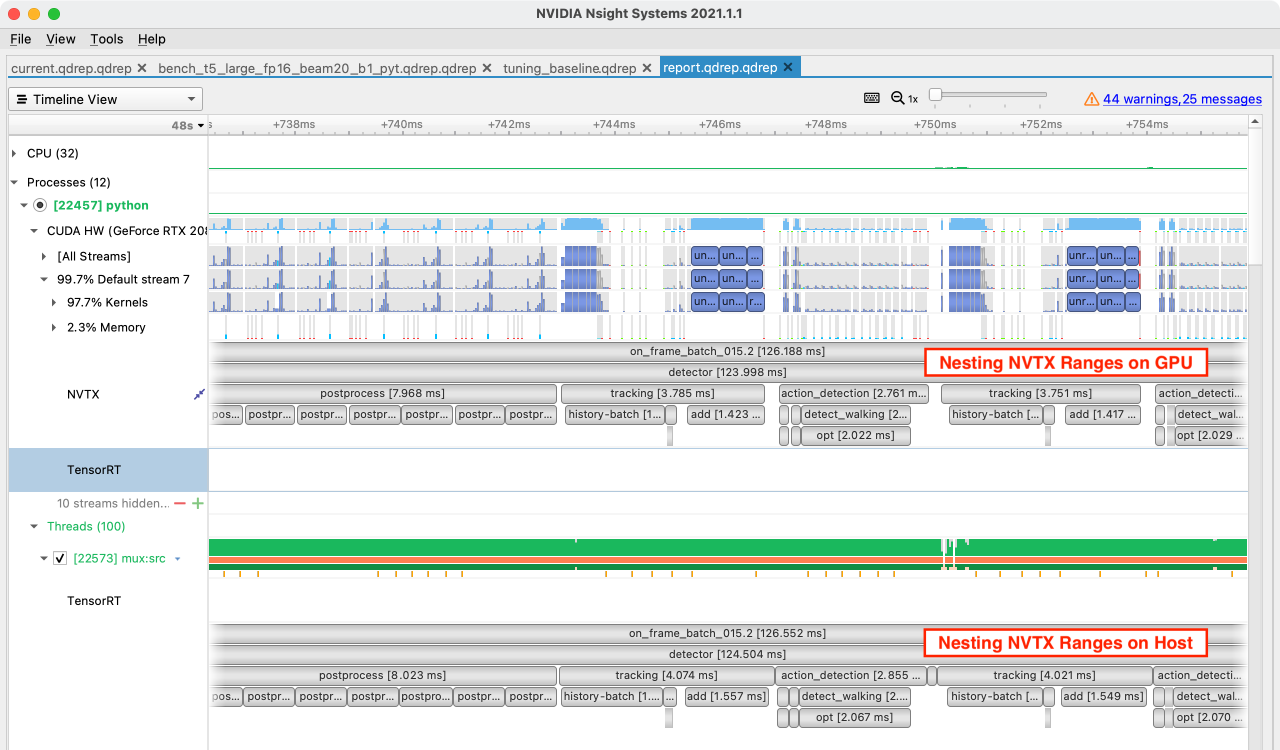 NVIDIA Nsight Systems 2021.1.1
File View Tools Help
current.qdrep.qdrep bench_t5_large_fp16_beam20_b1_pyt.qdrep.qdrep tuning_baseline.qdrep report.qdrep.qdrep
Timeline View 1x 44 warnings,25 messages
48s s +738ms +740ms +742ms +744ms +746ms +748ms +750ms +752ms +754ms
CPU (32)
Processes (12)
[22457] python
CUDA HW (GeForce RTX 208
[All Streams] un... un... ... unr... un... ...
99.7% Default stream 7 un... un... ... unr... un... ...
97.7% Kernels un... un... r... unr... un... ...
2.3% Memory
on_frame_batch_015.2 [126.188 ms]
Nesting NVTX Ranges on GPU
detector [123.998 ms]
NVTX postprocess [7.968 ms] tracking [3.785 ms] action_detection [2.761 m... tracking [3.751 ms] action_detecti...
pos... postpr... postpr... postpr... postpr... postpr... postpr... history-batch [1... ... add [1.423 ... detect_walking [2... history-batch [... ... add [1.417 ... detect_wal...
opt [2.022 ms] opt [2.029 ...
TensorRT
10 streams hidden...
Threads (100)
[22573] mux:src
TensorRT
on_frame_batch_015.2 [126.552 ms]
Nesting NVTX Ranges on Host
detector [124.504 ms]
postprocess [8.023 ms] tracking [4.074 ms] action_detection [2.855 ... tracking [4.021 ms] action_detecti...
pos... postpr... postpr... postpr... postpro... postpr... postpr... history-batch [1.... ... add [1.557 ms] detect_walking [2.... history-batch [... ... add [1.549 ms] detect_wal...
opt [2.067 ms] opt [2.070 ...